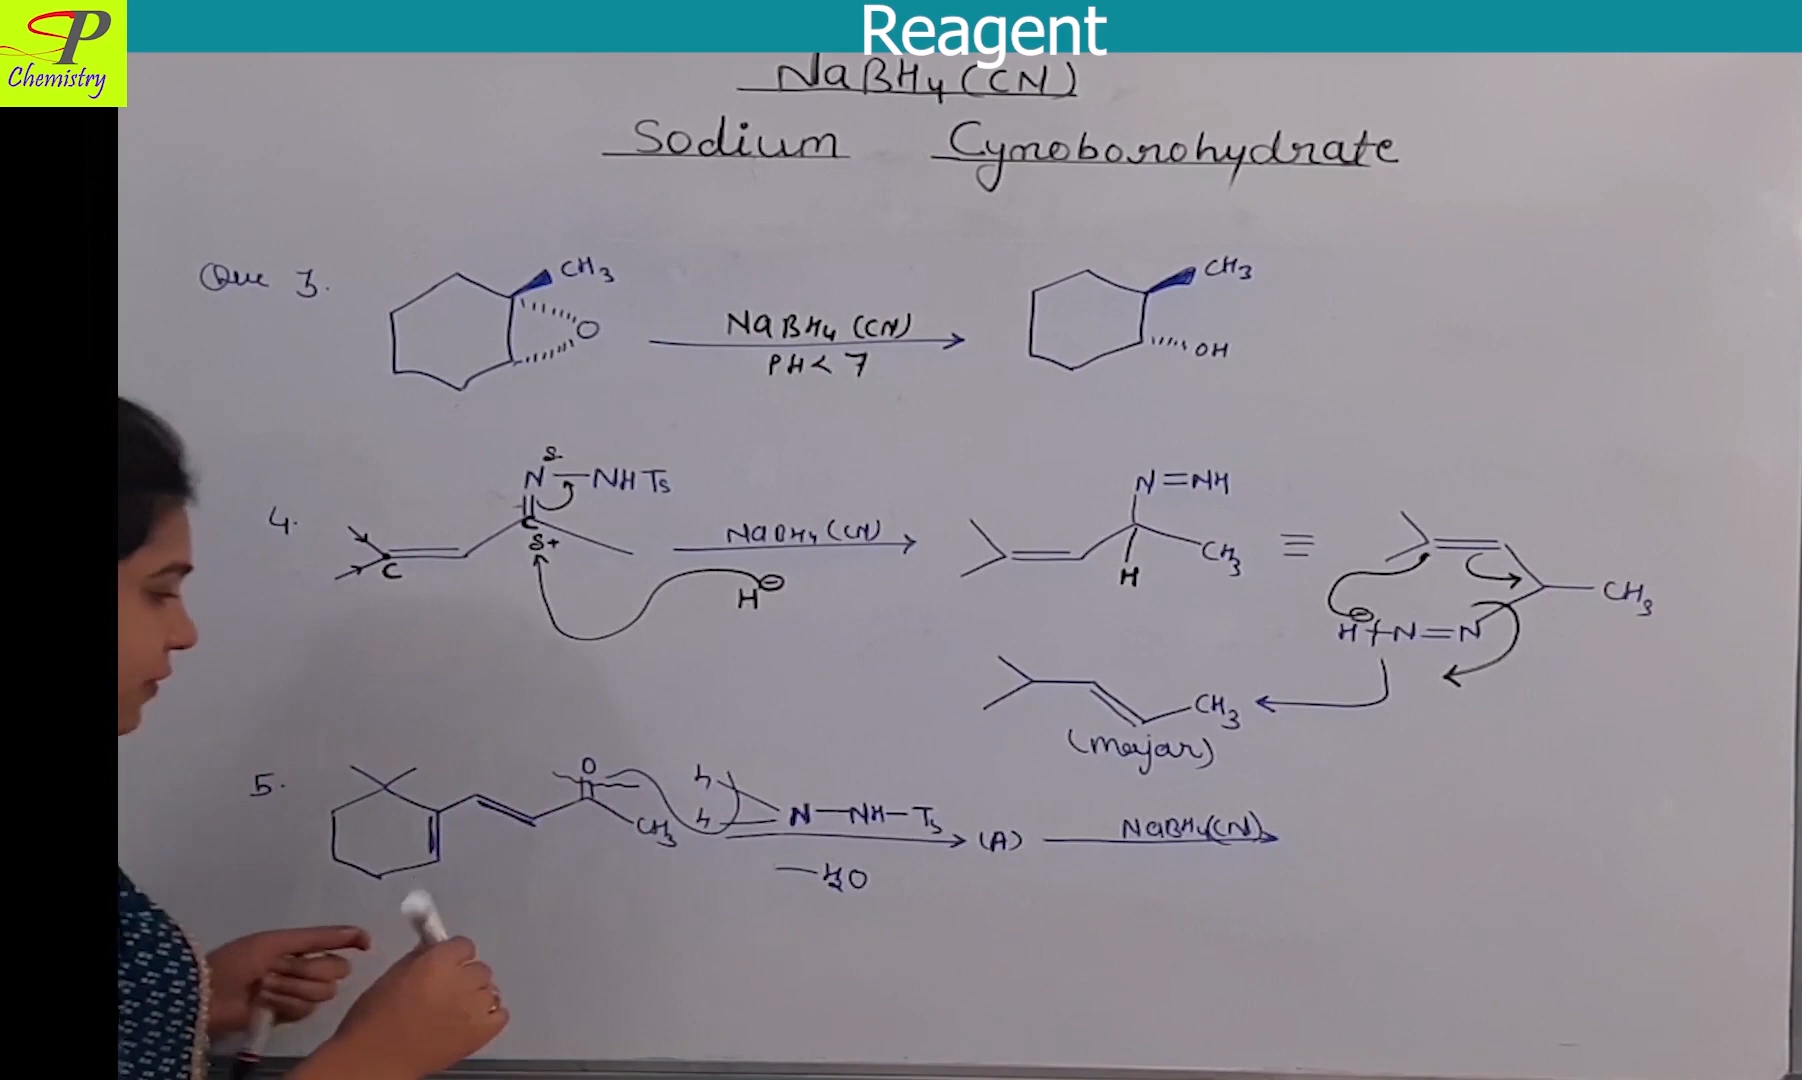 Reagent
SP
Chemistry
NaBH4(CN)
Sodium Cynoborohydrate
Que 3.
CH3
O
NaBH4(CN)
PH<7
CH3
OH
4.
δ-
N-NHTs
C
δ+
C
H⊖
NaBH4(CN)
N=NH
CH3
H
≡
CH3
⊖
H+N=N
CH3
(major)
5.
O
CH3
H
H
N-NH-Ts
-H2O
(A)
NaBH4(CN)